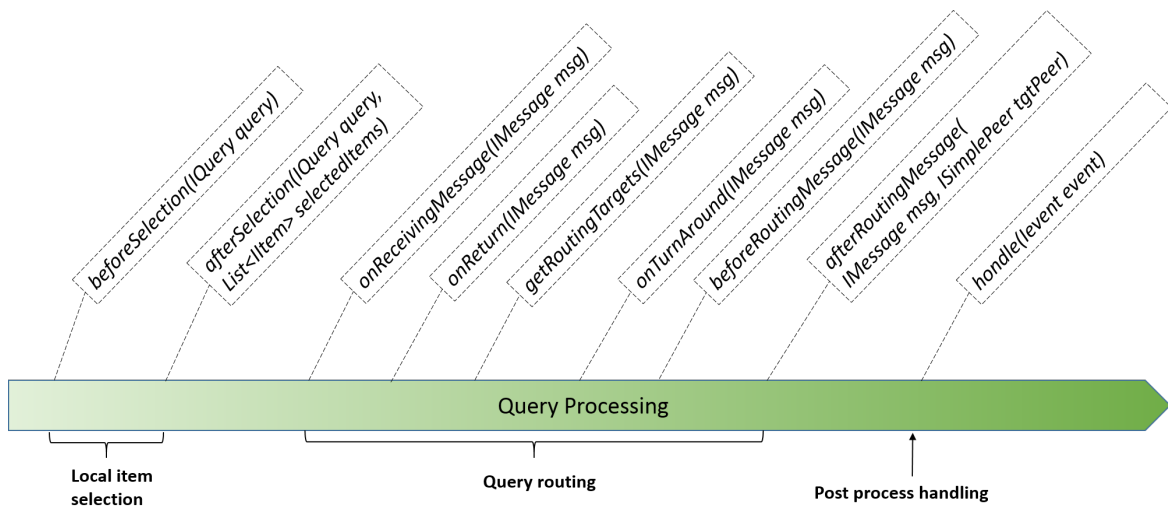 beforeSelection(IQuery query)
afterSelection(IQuery query,
List<IItem> selectedItems)
onReceivingMessage(IMessage msg)
onReturn(IMessage msg)
getRoutingTargets(IMessage msg)
onTurnAround(IMessage msg)
beforeRoutingMessage(IMessage msg)
afterRoutingMessage(
IMessage msg, ISimplePeer tgtPeer)
hondle(Ievent event)
Query Processing
Local item
selection
Query routing
Post process handling